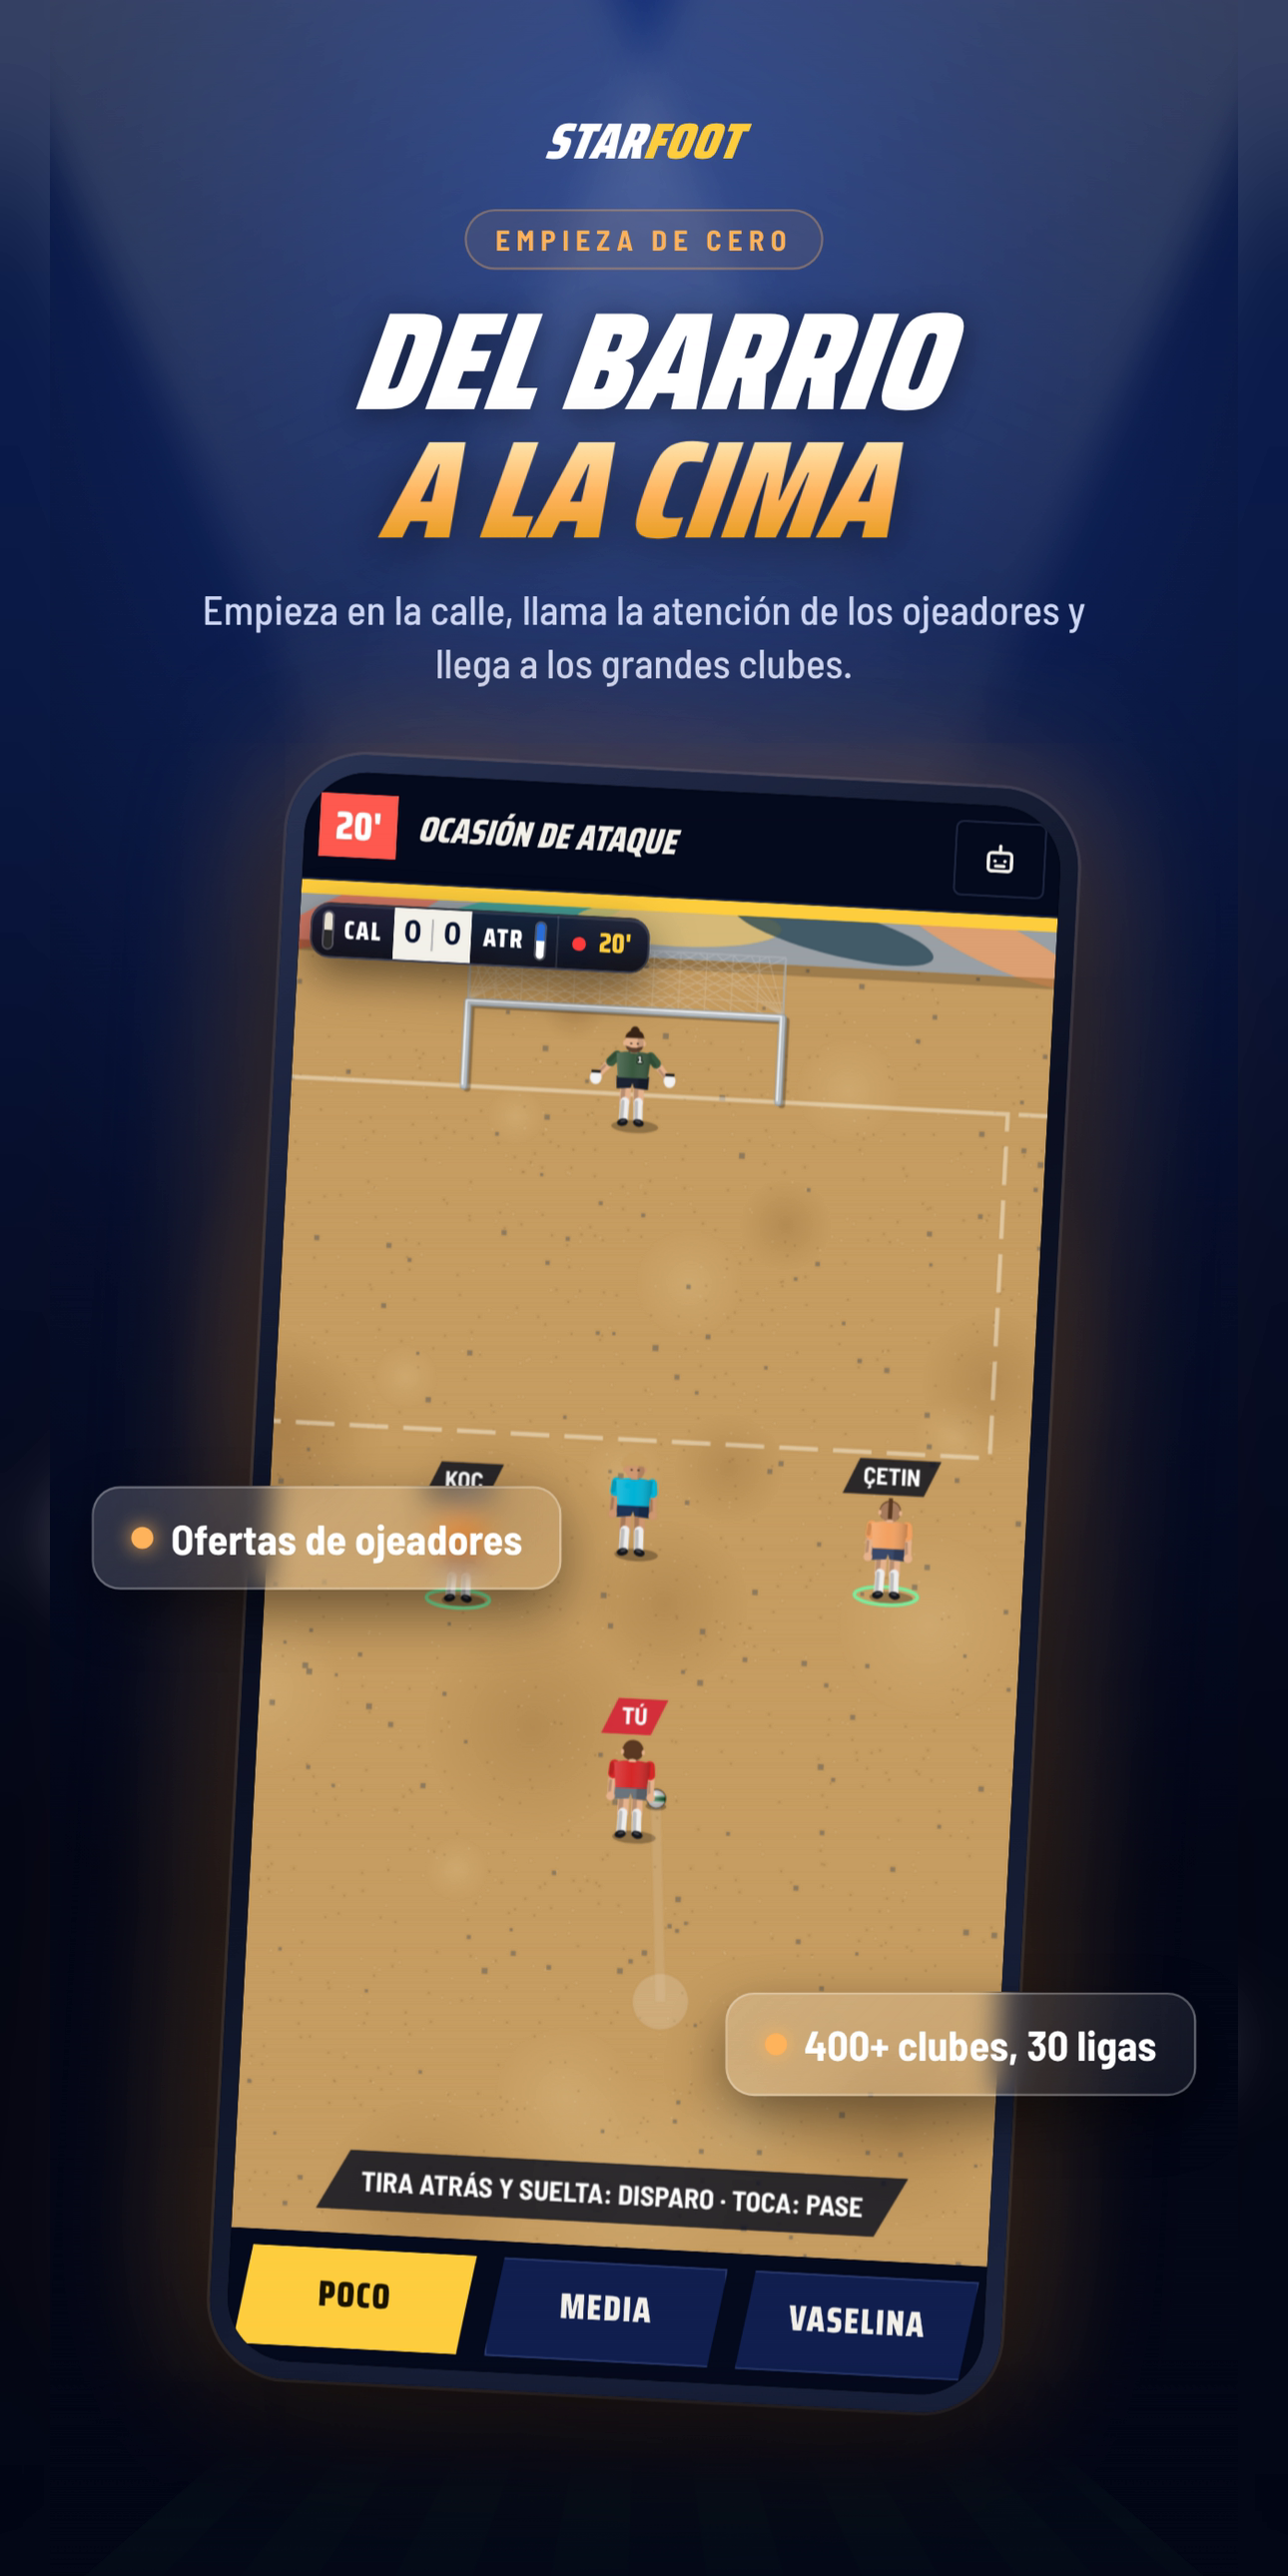 STARFOOT
EMPIEZA DE CERO
DEL BARRIO
A LA CIMA
Empieza en la calle, llama la atención de los ojeadores y
llega a los grandes clubes.
20' OCASIÓN DE ATAQUE
CAL 0 0 ATR 20'
1
KOÇ
ÇETIN
Ofertas de ojeadores
TÚ
400+ clubes, 30 ligas
TIRA ATRÁS Y SUELTA: DISPARO · TOCA: PASE
POCO MEDIA VASELINA